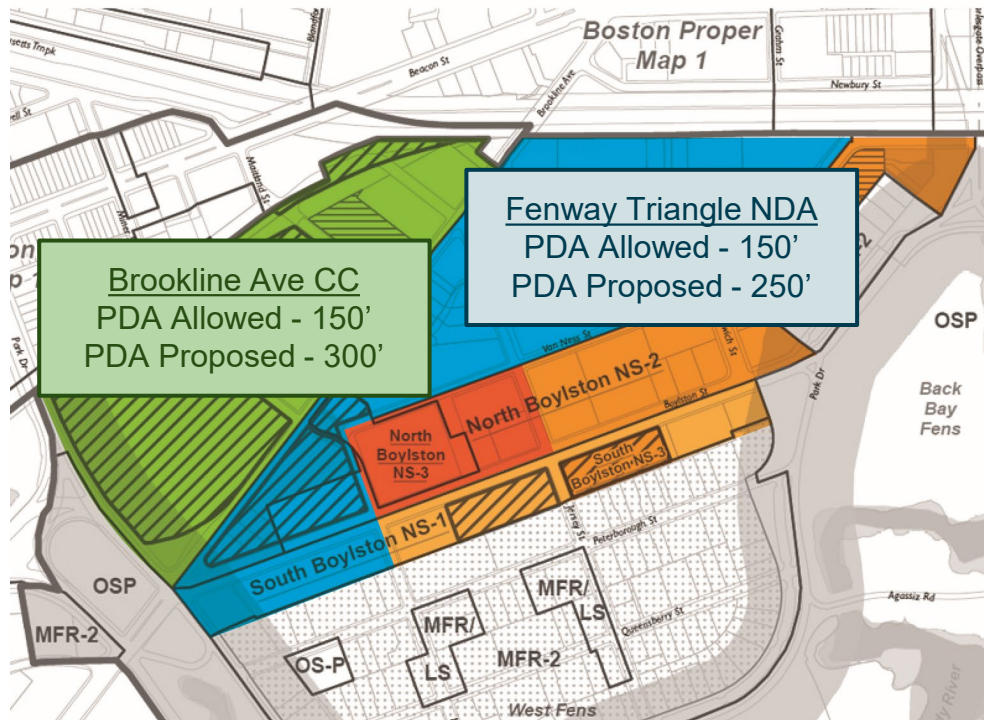 Boston Proper
Map 1
Beacon St
Brookline Ave
Newbury St
Fenway Triangle NDA
PDA Allowed - 150’
PDA Proposed - 250’
Brookline Ave CC
PDA Allowed - 150’
PDA Proposed - 300’
Maitland St
Miner
Park Dr
Van Ness St
OSP
Park Dr
Back
Bay
Fens
North Boylston NS-2
Boylston St
North
Boylston
NS-3
South
Boylston NS-3
South Boylston NS-1
Jersey St
Peterborough St
OSP
MFR-2
MFR/
LS
MFR/
LS
MFR-2
OS-P
Queensberry St
Agassiz Rd
West Fens
River